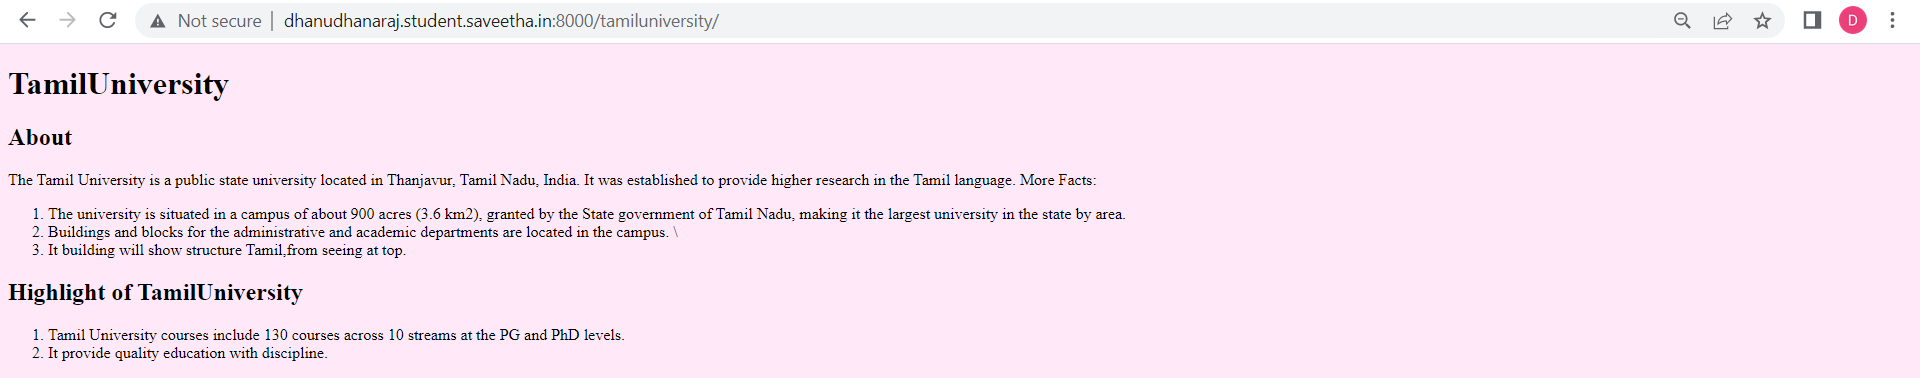 Not secure | dhanudhanaraj.student.saveetha.in:8000/tamiluniversity/
D
TamilUniversity
About
The Tamil University is a public state university located in Thanjavur, Tamil Nadu, India. It was established to provide higher research in the Tamil language. More Facts:
1. The university is situated in a campus of about 900 acres (3.6 km2), granted by the State government of Tamil Nadu, making it the largest university in the state by area.
2. Buildings and blocks for the administrative and academic departments are located in the campus. \
3. It building will show structure Tamil,from seeing at top.
Highlight of TamilUniversity
1. Tamil University courses include 130 courses across 10 streams at the PG and PhD levels.
2. It provide quality education with discipline.